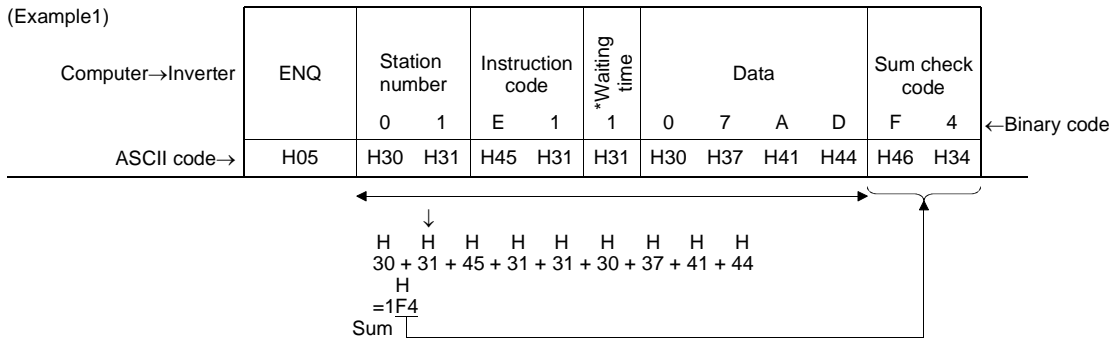 (Example1)
Computer→Inverter ENQ Station number Instruction code *Waiting time Data Sum check code
0 1 E 1 1 0 7 A D F 4 ←Binary code
ASCII code→ H05 H30 H31 H45 H31 H31 H30 H37 H41 H44 H46 H34
↓
H H H H H H H H H
30 + 31 + 45 + 31 + 31 + 30 + 37 + 41 + 44
H
=1F4
Sum